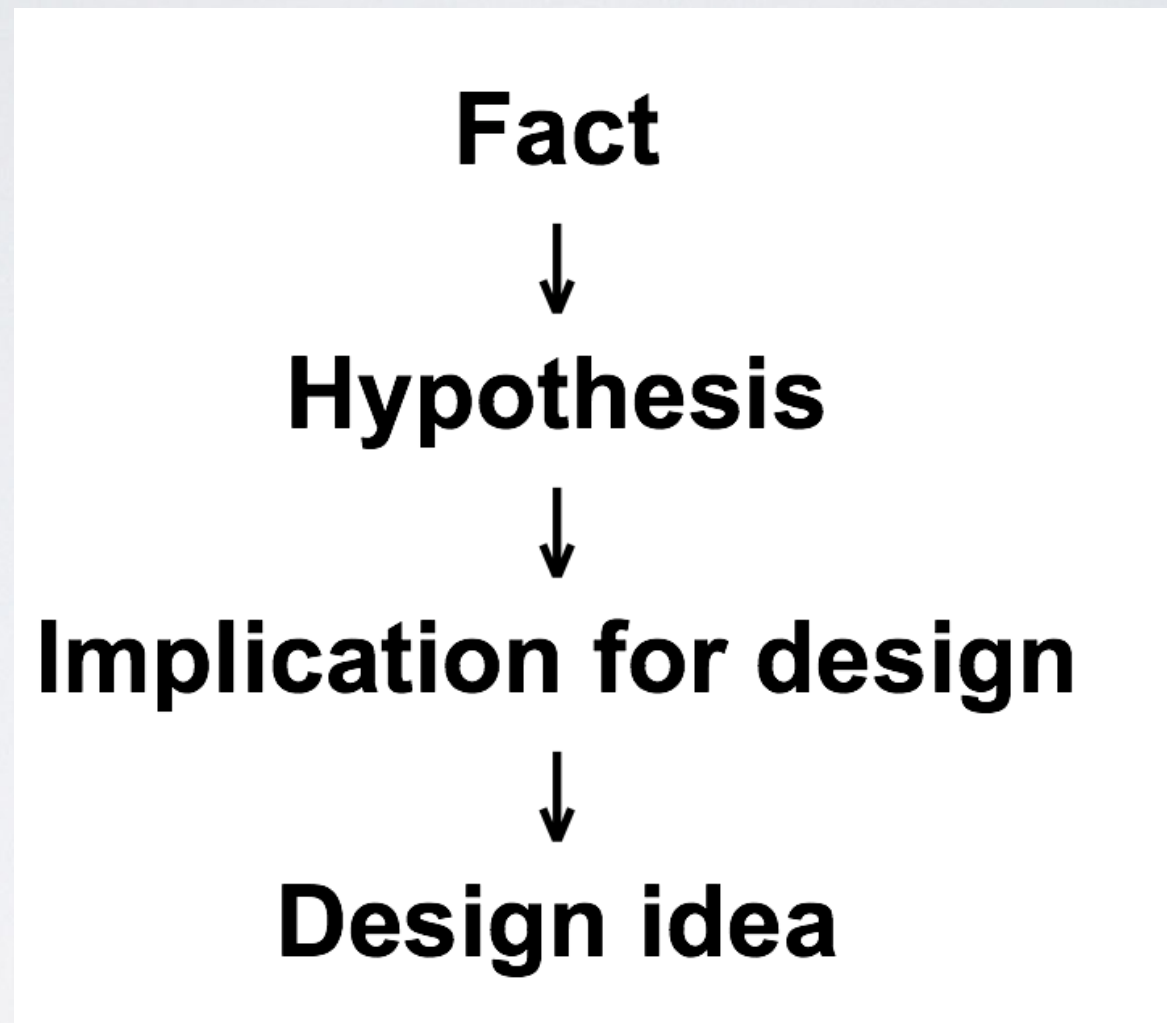 Fact
↓
Hypothesis
↓
Implication for design
↓
Design idea